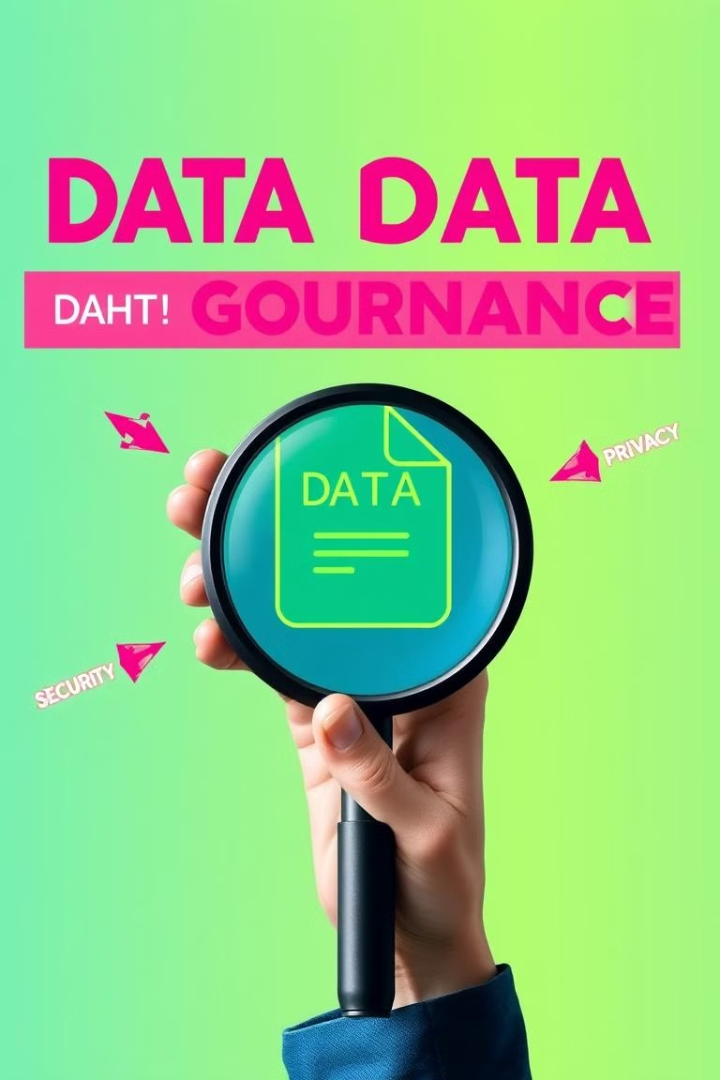 DATA DATA
DAHT! GOURNANCE
PRIVACY
DATA
SECURITY